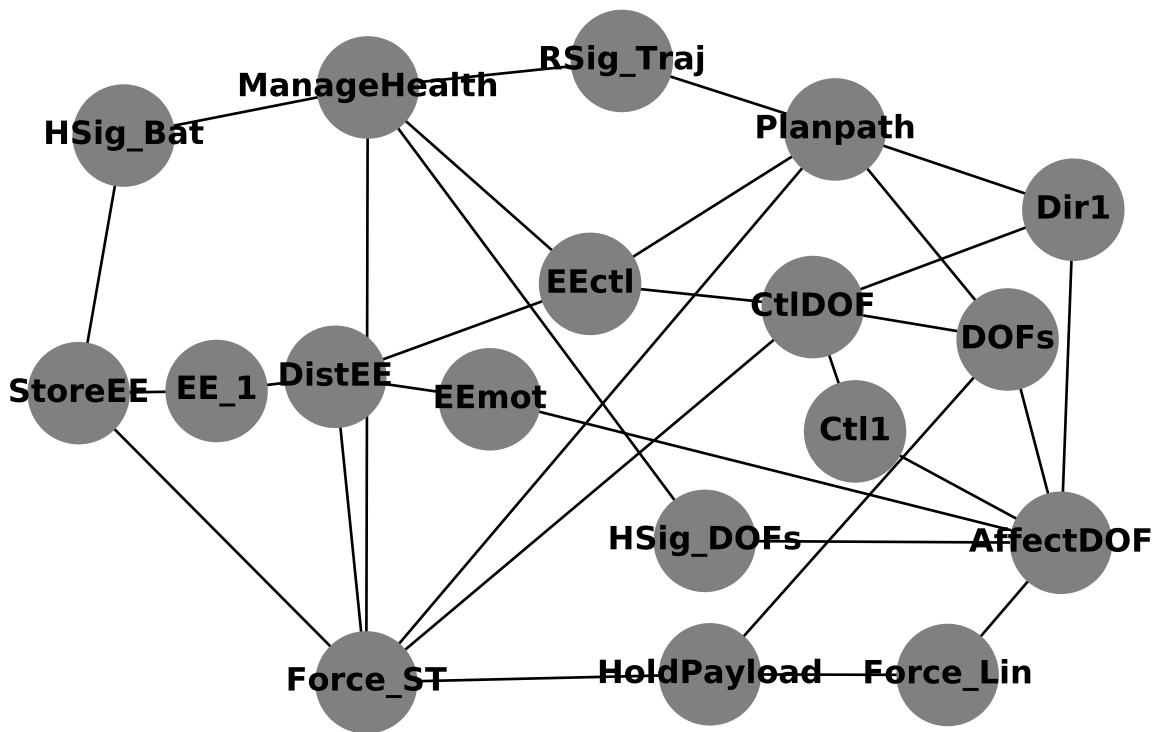 RSig_Traj
ManageHealth
HSig_Bat
Planpath
Dir1
EEctl
CtlDOF
DOFs
DistEE
EE_1
StoreEE
EEmot
Ctl1
HSig_DOFs
AffectDOF
HoldPayload
Force_Lin
Force_ST